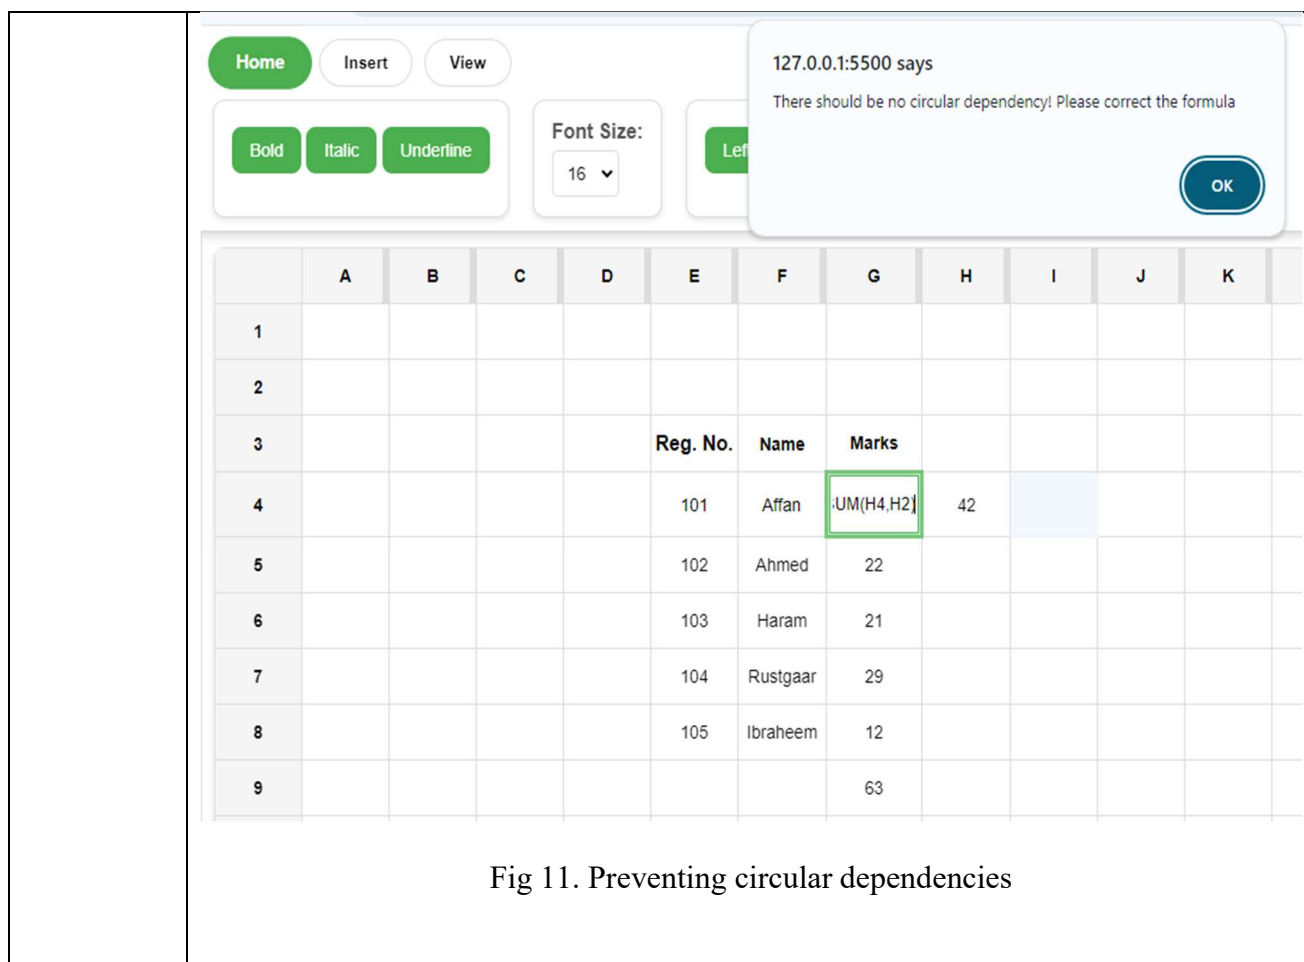 Home Insert View
127.0.0.1:5500 says
There should be no circular dependency! Please correct the formula
OK
Bold Italic Underline
Font Size:
16
A B C D E F G H I J K
1
2
3 Reg. No. Name Marks
4 101 Affan UM(H4,H2) 42
5 102 Ahmed 22
6 103 Haram 21
7 104 Rustgaar 29
8 105 Ibraheem 12
9 63
Fig 11. Preventing circular dependencies